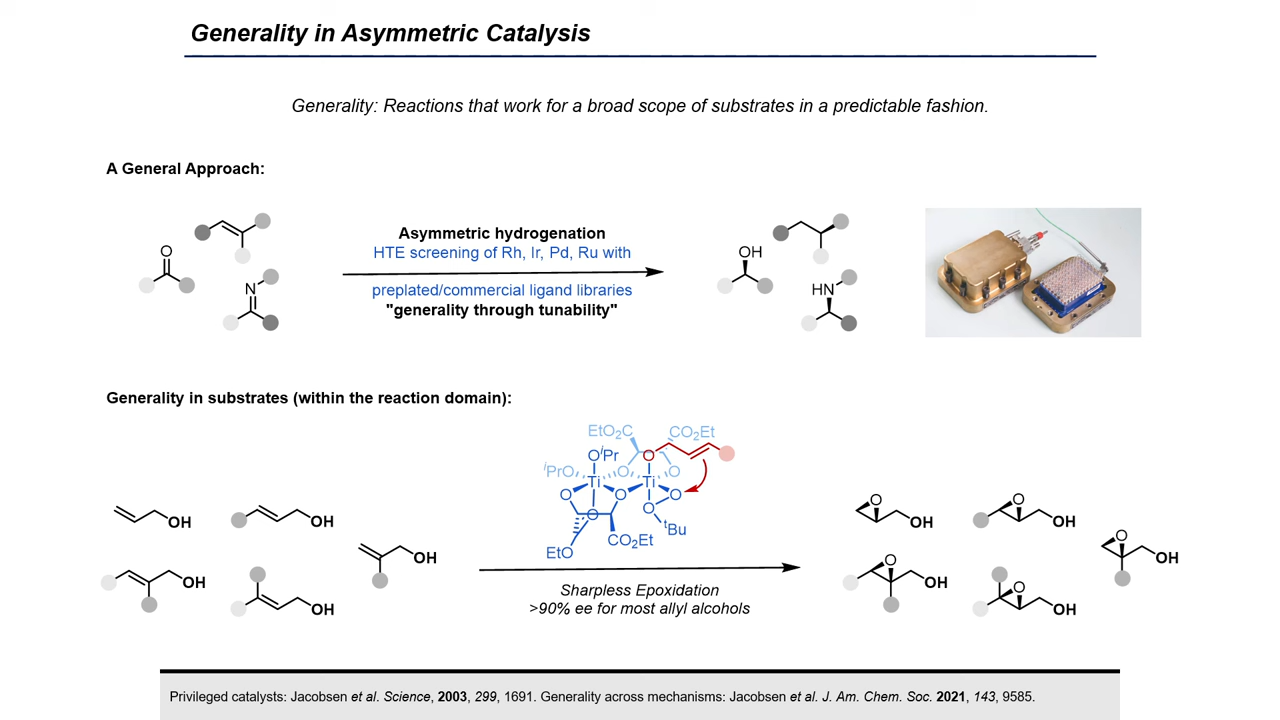 Generality in Asymmetric Catalysis
Generality: Reactions that work for a broad scope of substrates in a predictable fashion.
A General Approach:
O
N
Asymmetric hydrogenation
HTE screening of Rh, Ir, Pd, Ru with
preplated/commercial ligand libraries
"generality through tunability"
OH
HN
Generality in substrates (within the reaction domain):
EtO₂C
CO₂Et
OⁱPr
O
ⁱPrO
O
O
Ti
Ti
O
O
O
O
O
ᵗBu
EtO
CO₂Et
OH
OH
OH
OH
OH
Sharpless Epoxidation
>90% ee for most allyl alcohols
O
OH
O
OH
O
OH
O
OH
O
OH
Privileged catalysts: Jacobsen et al. Science, 2003, 299, 1691. Generality across mechanisms: Jacobsen et al. J. Am. Chem. Soc. 2021, 143, 9585.